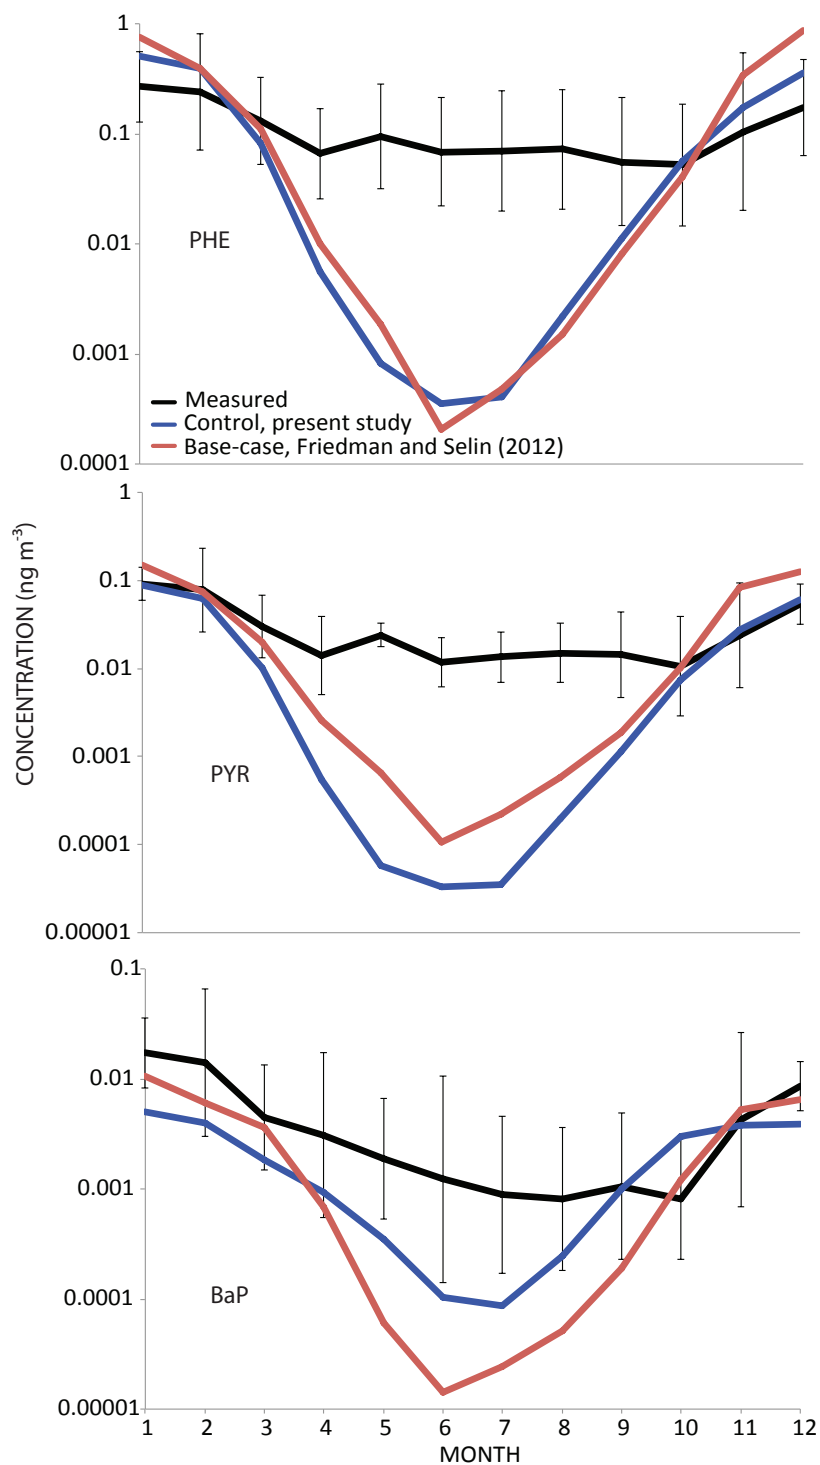 1
0.1
0.01
PHE
0.001
Measured
Control, present study
Base-case, Friedman and Selin (2012)
0.0001
CONCENTRATION (ng m⁻³)
1
0.1
0.01
0.001
PYR
0.0001
0.00001
0.1
0.01
0.001
BaP
0.0001
0.00001
1 2 3 4 5 6 7 8 9 10 11 12
MONTH